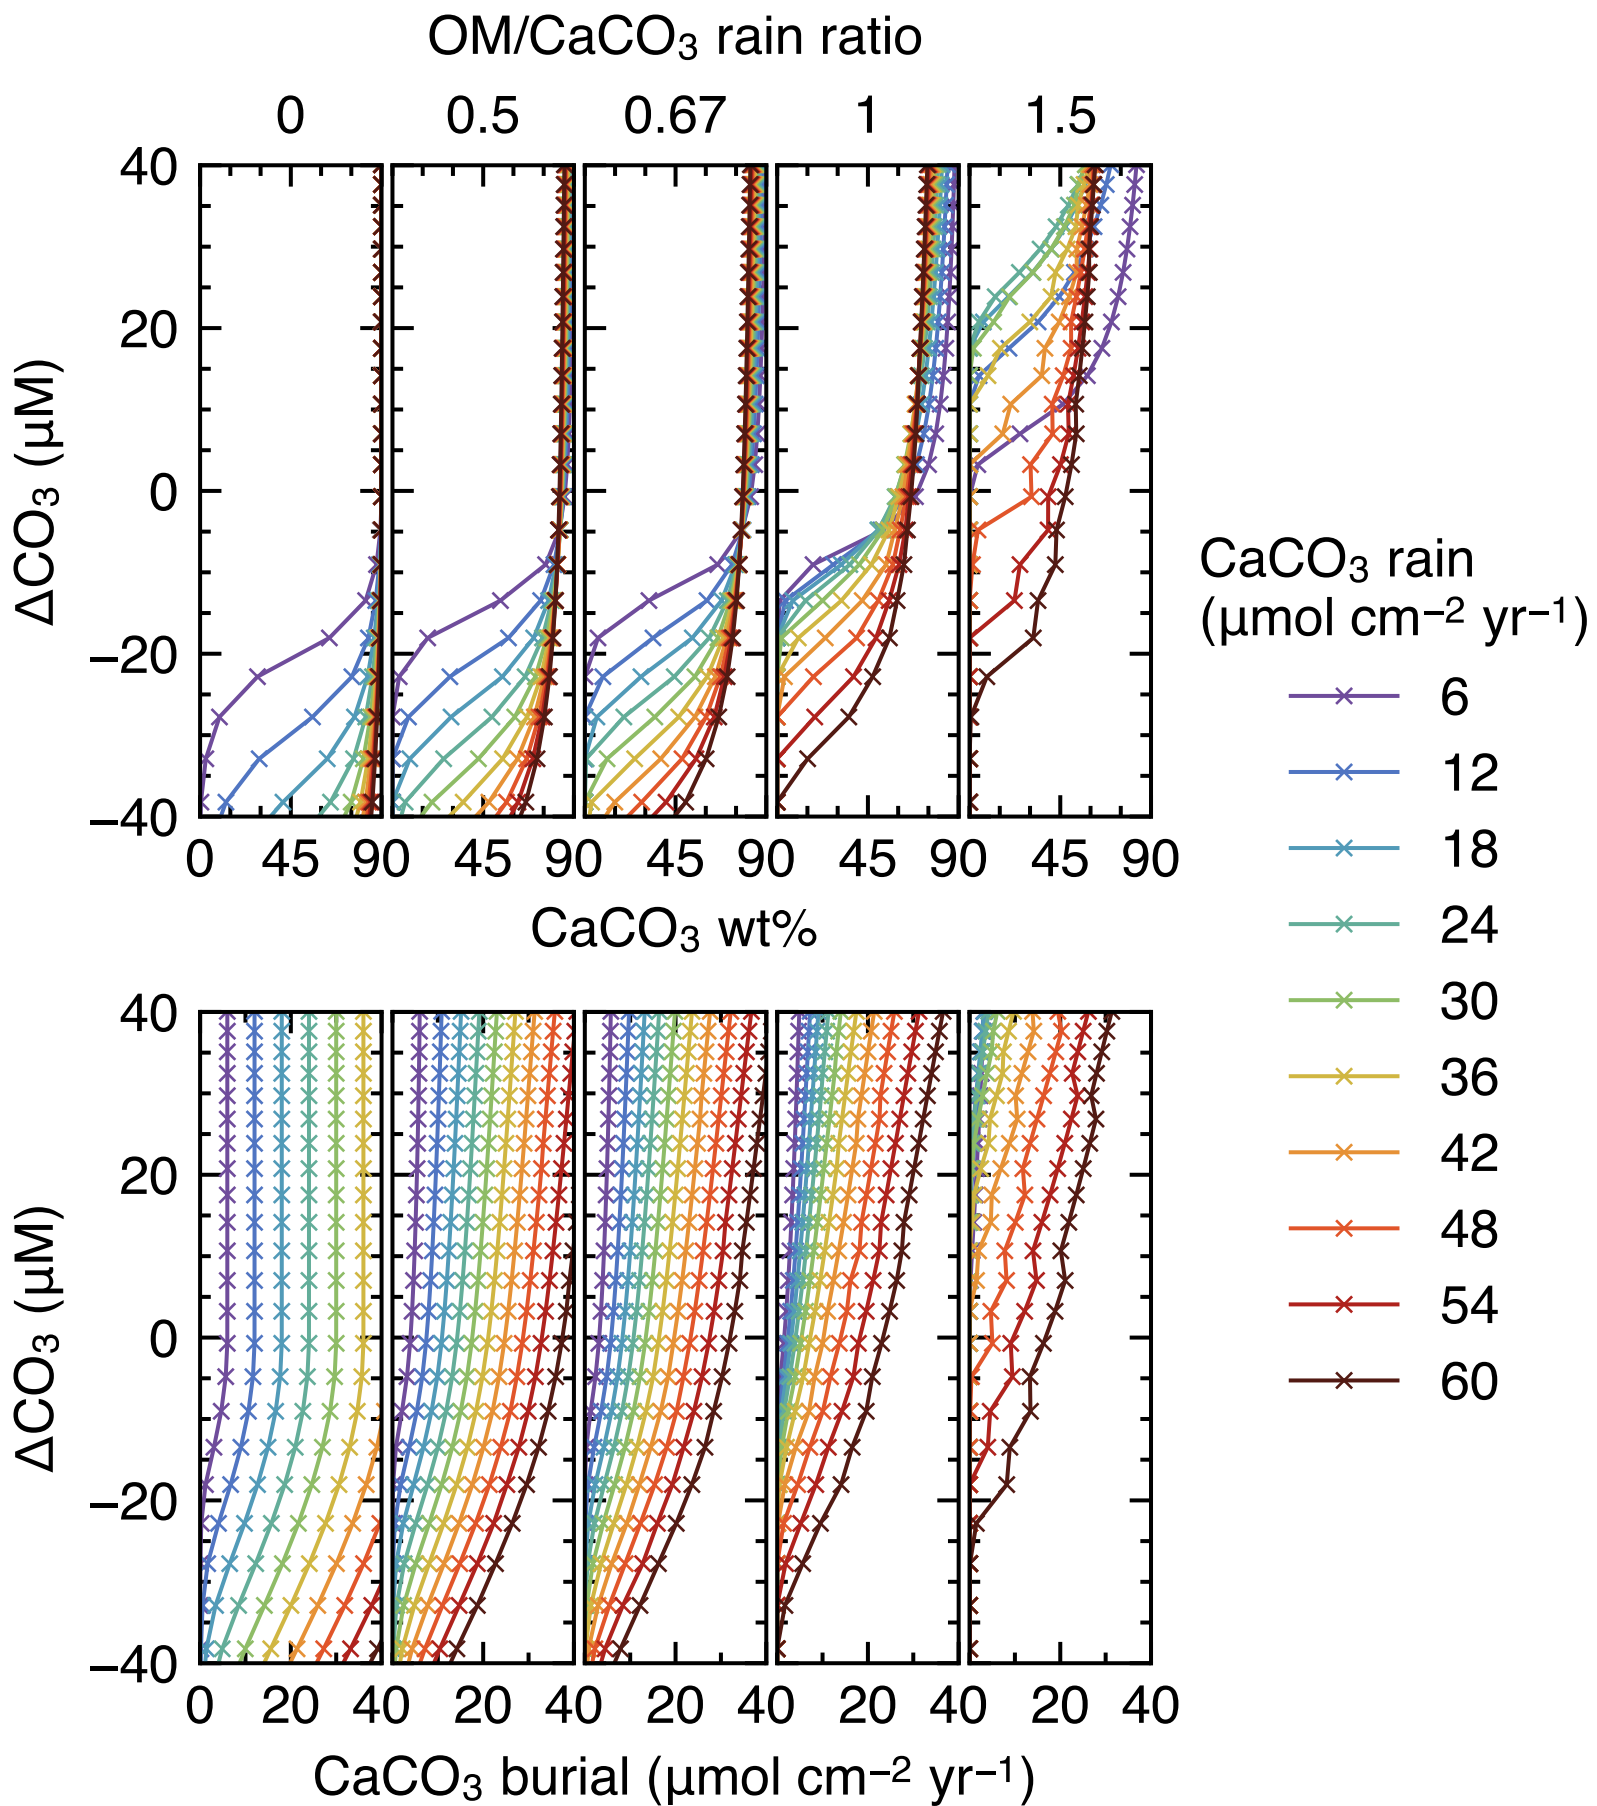 OM/CaCO₃ rain ratio
0 0.5 0.67 1 1.5
40
20
0
−20
−40
ΔCO₃ (µM)
0 45 90 45 90 45 90 45 90 45 90
CaCO₃ wt%
CaCO₃ rain
(µmol cm⁻² yr⁻¹)
6
12
18
24
30
36
42
48
54
60
40
20
0
−20
−40
ΔCO₃ (µM)
0 20 40 20 40 20 40 20 40 20 40
CaCO₃ burial (µmol cm⁻² yr⁻¹)